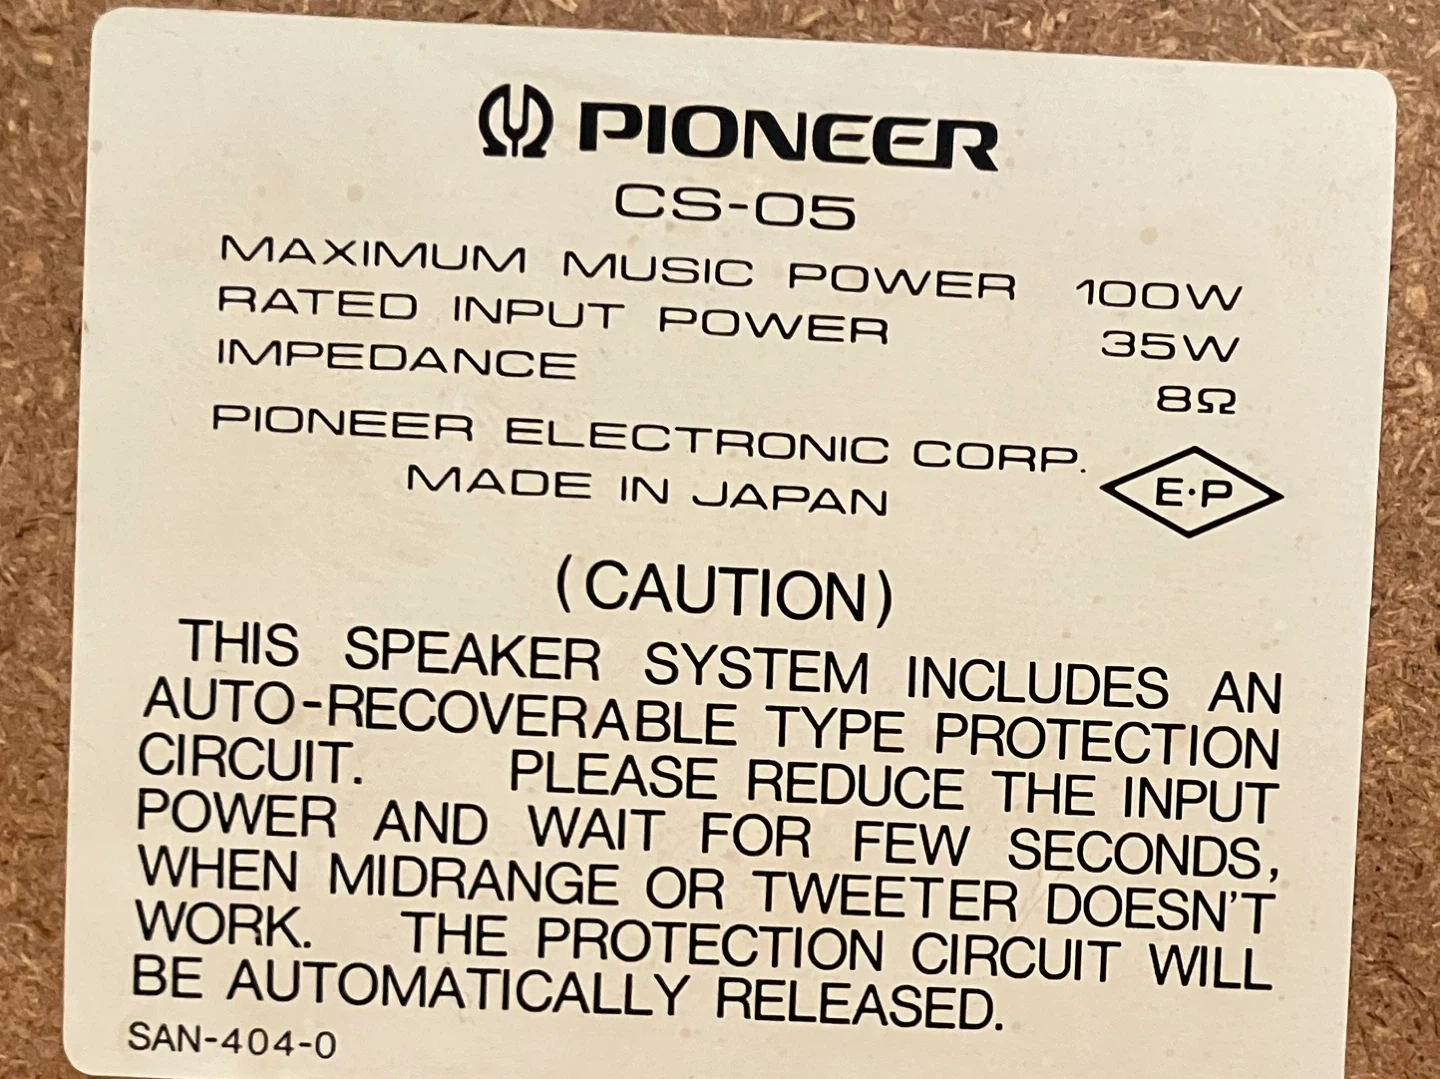 PIONEER
CS-05
MAXIMUM MUSIC POWER 100W
RATED INPUT POWER 35W
IMPEDANCE 8Ω
PIONEER ELECTRONIC CORP.
MADE IN JAPAN
E·P
(CAUTION)
THIS SPEAKER SYSTEM INCLUDES AN
AUTO-RECOVERABLE TYPE PROTECTION
CIRCUIT. PLEASE REDUCE THE INPUT
POWER AND WAIT FOR FEW SECONDS,
WHEN MIDRANGE OR TWEETER DOESN'T
WORK. THE PROTECTION CIRCUIT WILL
BE AUTOMATICALLY RELEASED.
SAN-404-0